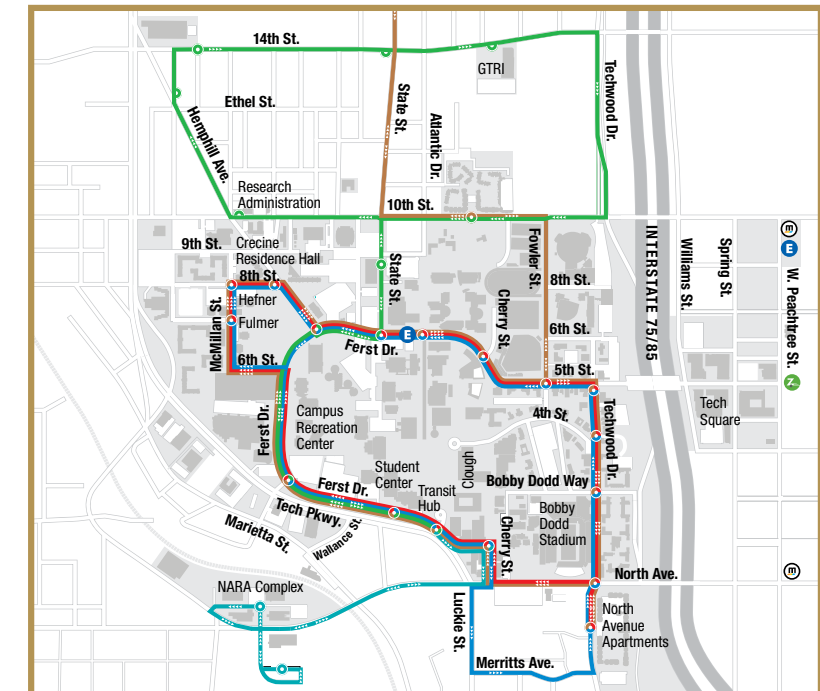 14th St.
GTRI
Ethel St.
Hemphill Ave.
State St.
Atlantic Dr.
Techwood Dr.
Research
Administration
10th St.
9th St.
Crecine
Residence Hall
8th St.
State St.
Fowler St.
INTERSTATE 75/85
Williams St.
Spring St.
m
E
W. Peachtree St.
8th St.
Hefner
McMillan St.
Fulmer
Cherry St.
6th St.
E
Ferst Dr.
6th St.
5th St.
Ferst Dr.
Campus
Recreation
Center
4th St.
Techwood Dr.
Tech
Square
Student
Center
Clough
Ferst Dr.
Transit
Hub
Bobby Dodd Way
Tech Pkwy.
Bobby
Dodd
Stadium
Marietta St.
Wallance St.
Cherry St.
m
North Ave.
NARA Complex
Luckie St.
North
Avenue
Apartments
Merritts Ave.